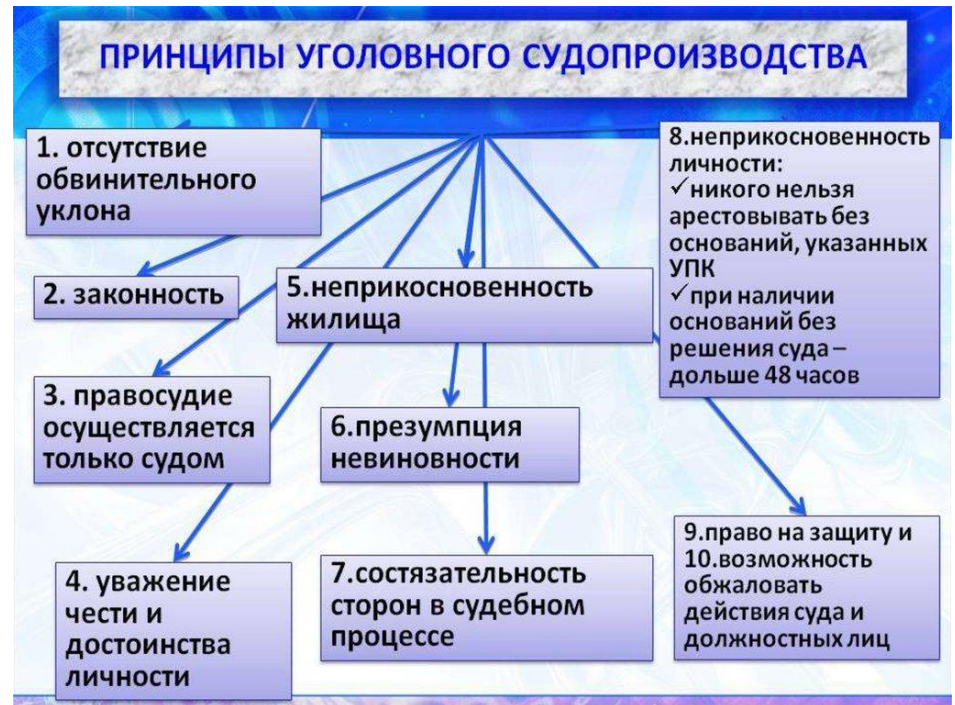 ПРИНЦИПЫ УГОЛОВНОГО СУДОПРОИЗВОДСТВА
1. отсутствие
обвинительного
уклона
2. законность
3. правосудие
осуществляется
только судом
4. уважение
чести и
достоинства
личности
5.неприкосновенность
жилища
6.презумпция
невиновности
7.состязательность
сторон в судебном
процессе
8.неприкосновенность
личности:
✓никого нельзя
арестовывать без
оснований, указанных
УПК
✓при наличии
оснований без
решения суда –
дольше 48 часов
9.право на защиту и
10.возможность
обжаловать
действия суда и
должностных лиц